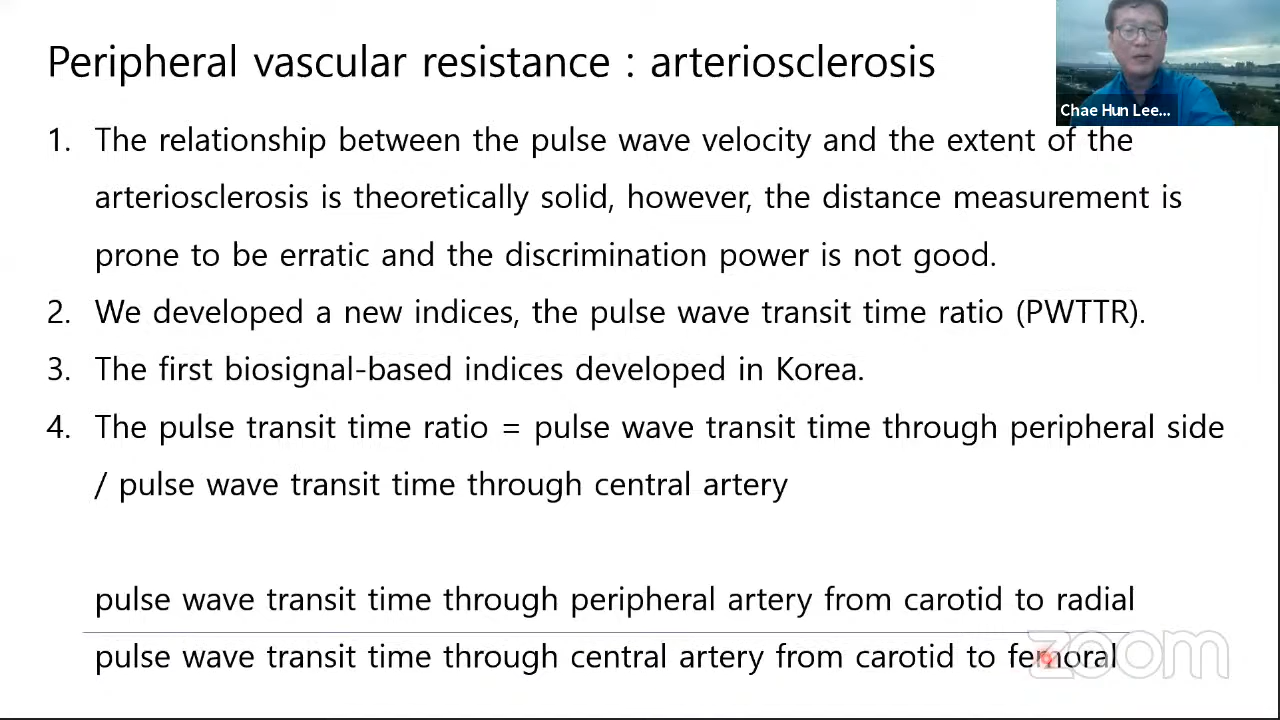 Peripheral vascular resistance : arteriosclerosis
Chae Hun Lee...
1. The relationship between the pulse wave velocity and the extent of the
arteriosclerosis is theoretically solid, however, the distance measurement is
prone to be erratic and the discrimination power is not good.
2. We developed a new indices, the pulse wave transit time ratio (PWTTR).
3. The first biosignal-based indices developed in Korea.
4. The pulse transit time ratio = pulse wave transit time through peripheral side
/ pulse wave transit time through central artery
pulse wave transit time through peripheral artery from carotid to radial
pulse wave transit time through central artery from carotid to femoral
zoom